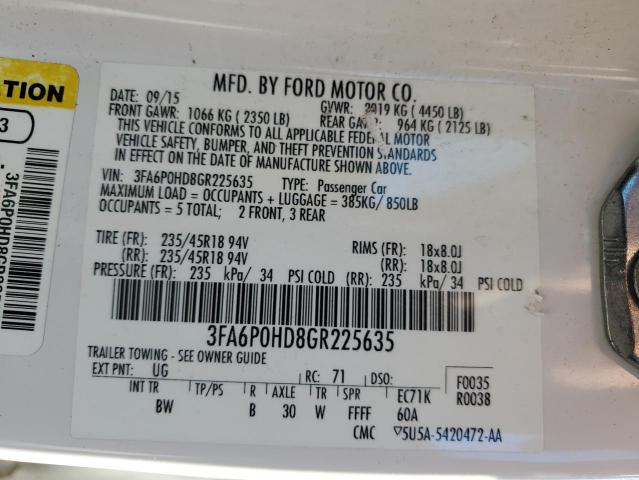 TION
3
3FA6P0HD8GR22
MFD. BY FORD MOTOR CO.
DATE: 09/15 GVWR: 2019 KG ( 4450 LB)
FRONT GAWR: 1066 KG ( 2350 LB) REAR GAWR: 964 KG ( 2125 LB)
THIS VEHICLE CONFORMS TO ALL APPLICABLE FEDERAL MOTOR
VEHICLE SAFETY, BUMPER, AND THEFT PREVENTION STANDARDS
IN EFFECT ON THE DATE OF MANUFACTURE SHOWN ABOVE.
VIN: 3FA6P0HD8GR225635 TYPE: Passenger Car
MAXIMUM LOAD = OCCUPANTS + LUGGAGE = 385KG/ 850LB
OCCUPANTS = 5 TOTAL; 2 FRONT, 3 REAR
TIRE (FR): 235/45R18 94V RIMS (FR): 18x8.0J
(RR): 235/45R18 94V (RR): 18x8.0J
PRESSURE (FR): 235 kPa/ 34 PSI COLD (RR): 235 kPa/ 34 PSI COLD
3FA6P0HD8GR225635
TRAILER TOWING - SEE OWNER GUIDE
EXT PNT: UG RC: 71 DSO: F0035
R0038
INT TR TP/PS R AXLE TR SPR EC71K
BW B 30 W FFFF 60A
CMC 5U5A-5420472-AA